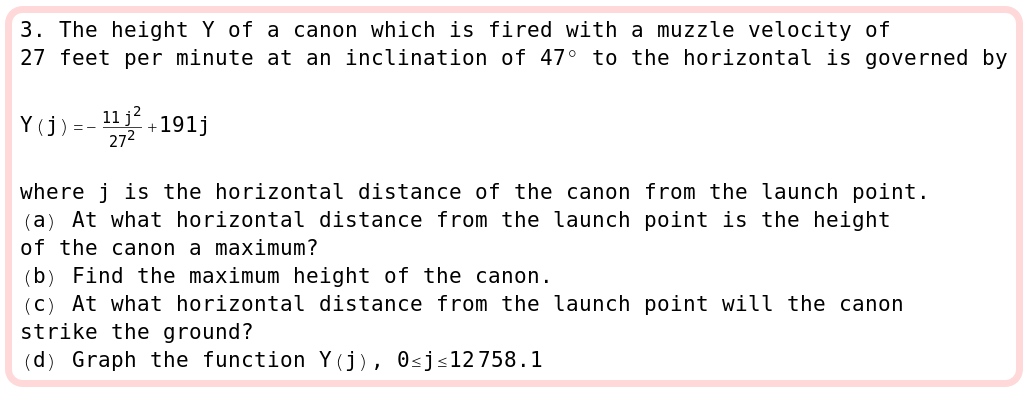 3. The height Y of a canon which is fired with a muzzle velocity of
27 feet per minute at an inclination of 47° to the horizontal is governed by
Y(j)=-\frac{11 j^2}{27^2}+191j
where j is the horizontal distance of the canon from the launch point.
(a) At what horizontal distance from the launch point is the height
of the canon a maximum?
(b) Find the maximum height of the canon.
(c) At what horizontal distance from the launch point will the canon
strike the ground?
(d) Graph the function Y(j), 0≤j≤12758.1